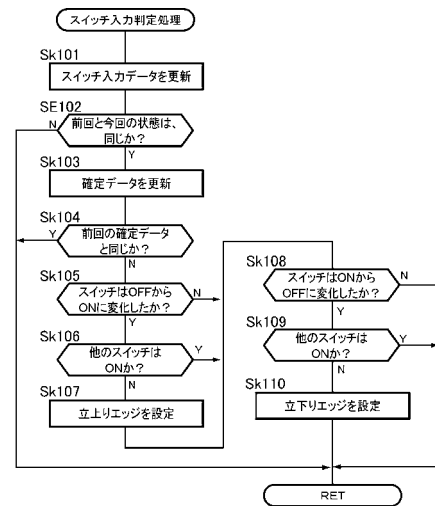 スイッチ入力判定処理
Sk101
スイッチ入力データを更新
SE102
前回と今回の状態は、
同じか？
N
Y
Sk103
確定データを更新
Sk104
前回の確定データ
と同じか？
Y
N
Sk105
スイッチはOFFから
ONに変化したか？
N
Y
Sk106
他のスイッチは
ONか？
Y
N
Sk107
立上りエッジを設定
Sk108
スイッチはONから
OFFに変化したか？
N
Y
Sk109
他のスイッチは
ONか？
Y
N
Sk110
立下りエッジを設定
RET